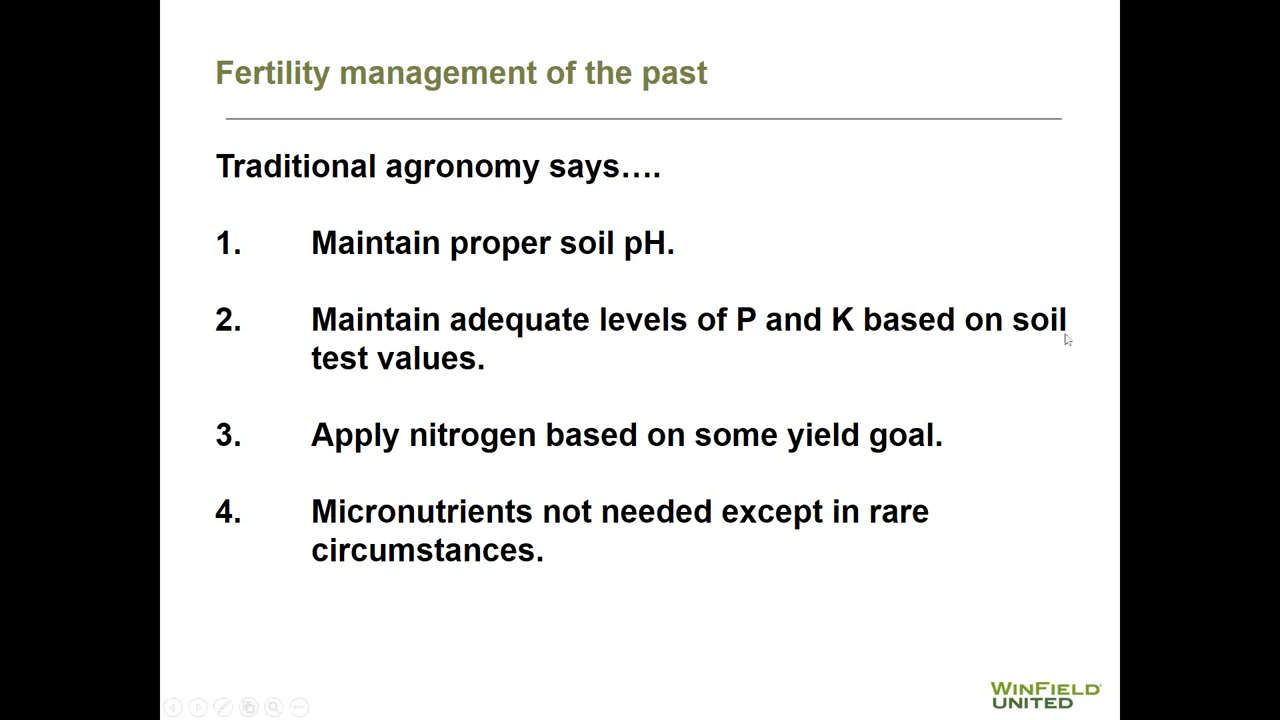 Fertility management of the past
Traditional agronomy says….
1. Maintain proper soil pH.
2. Maintain adequate levels of P and K based on soil
test values.
3. Apply nitrogen based on some yield goal.
4. Micronutrients not needed except in rare
circumstances.
WINFIELD®
UNITED